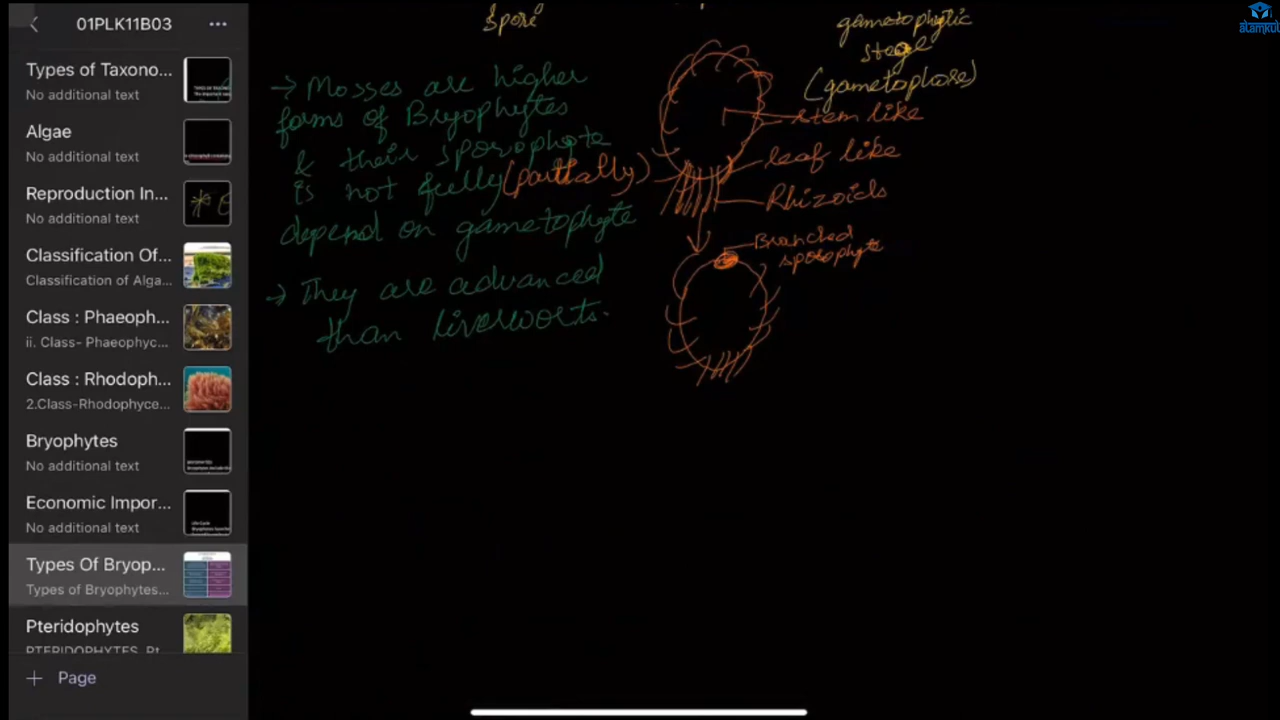 01PLK11B03
Types of Taxono...
No additional text
Algae
No additional text
Reproduction In...
No additional text
Classification Of...
Classification of Alga...
Class : Phaeoph...
ii. Class- Phaeophyc...
Class : Rhodoph...
2.Class-Rhodophyce...
Bryophytes
No additional text
Economic Impor...
No additional text
Types Of Bryop...
Types of Bryophytes...
Pteridophytes
PTERIDOPHYTES Pt
+ Page
Spore
gametophytic
stage
(gametophore)
→ Mosses are higher
forms of Bryophytes
& their sporophote
is not fully (partially)
depend on gametophyte
→ They are advanced
than liverworts.
stem like
leaf like
Rhizoids
Branched
sporophyte
alamkul